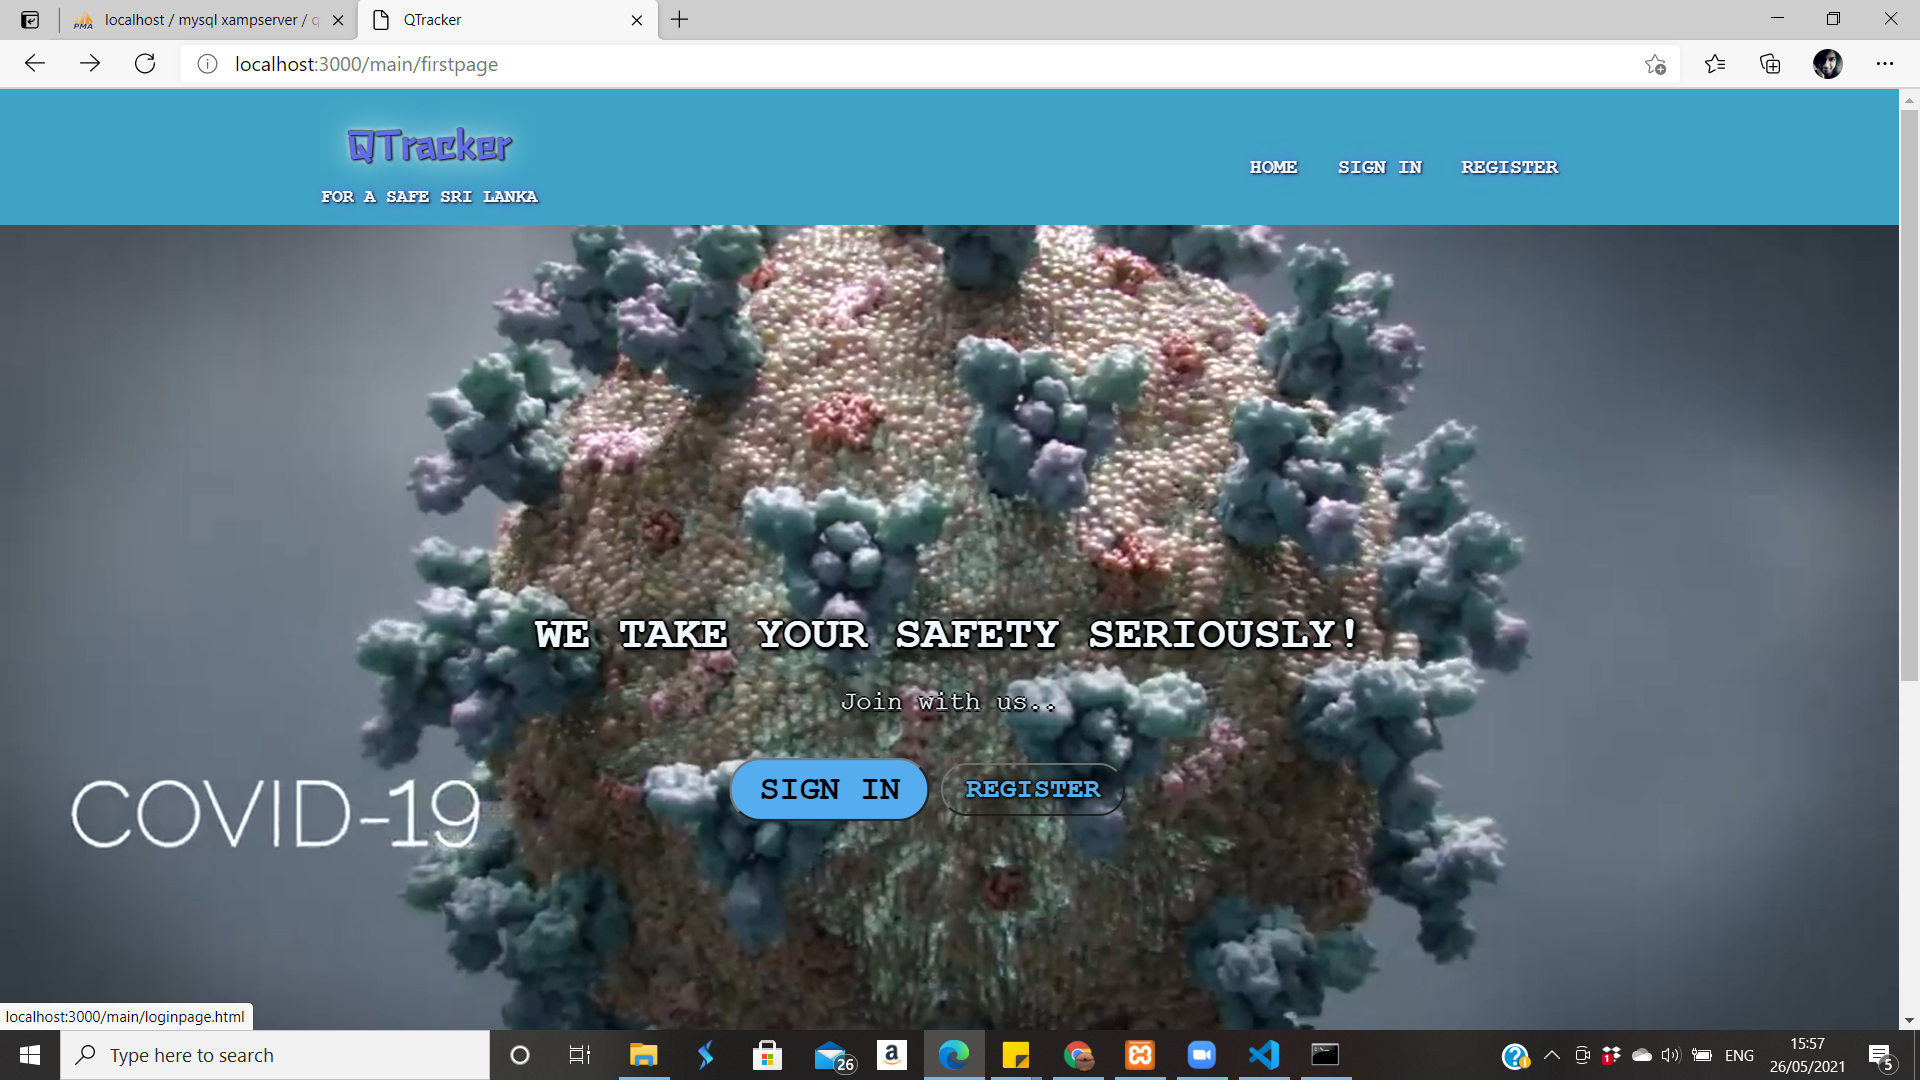 localhost / mysql xampserver / q
QTracker
localhost:3000/main/firstpage
QTracker
FOR A SAFE SRI LANKA
HOME
SIGN IN
REGISTER
WE TAKE YOUR SAFETY SERIOUSLY!
Join with us..
SIGN IN
REGISTER
COVID-19
localhost:3000/main/loginpage.html
Type here to search
26
1
ENG
15:57
26/05/2021
5